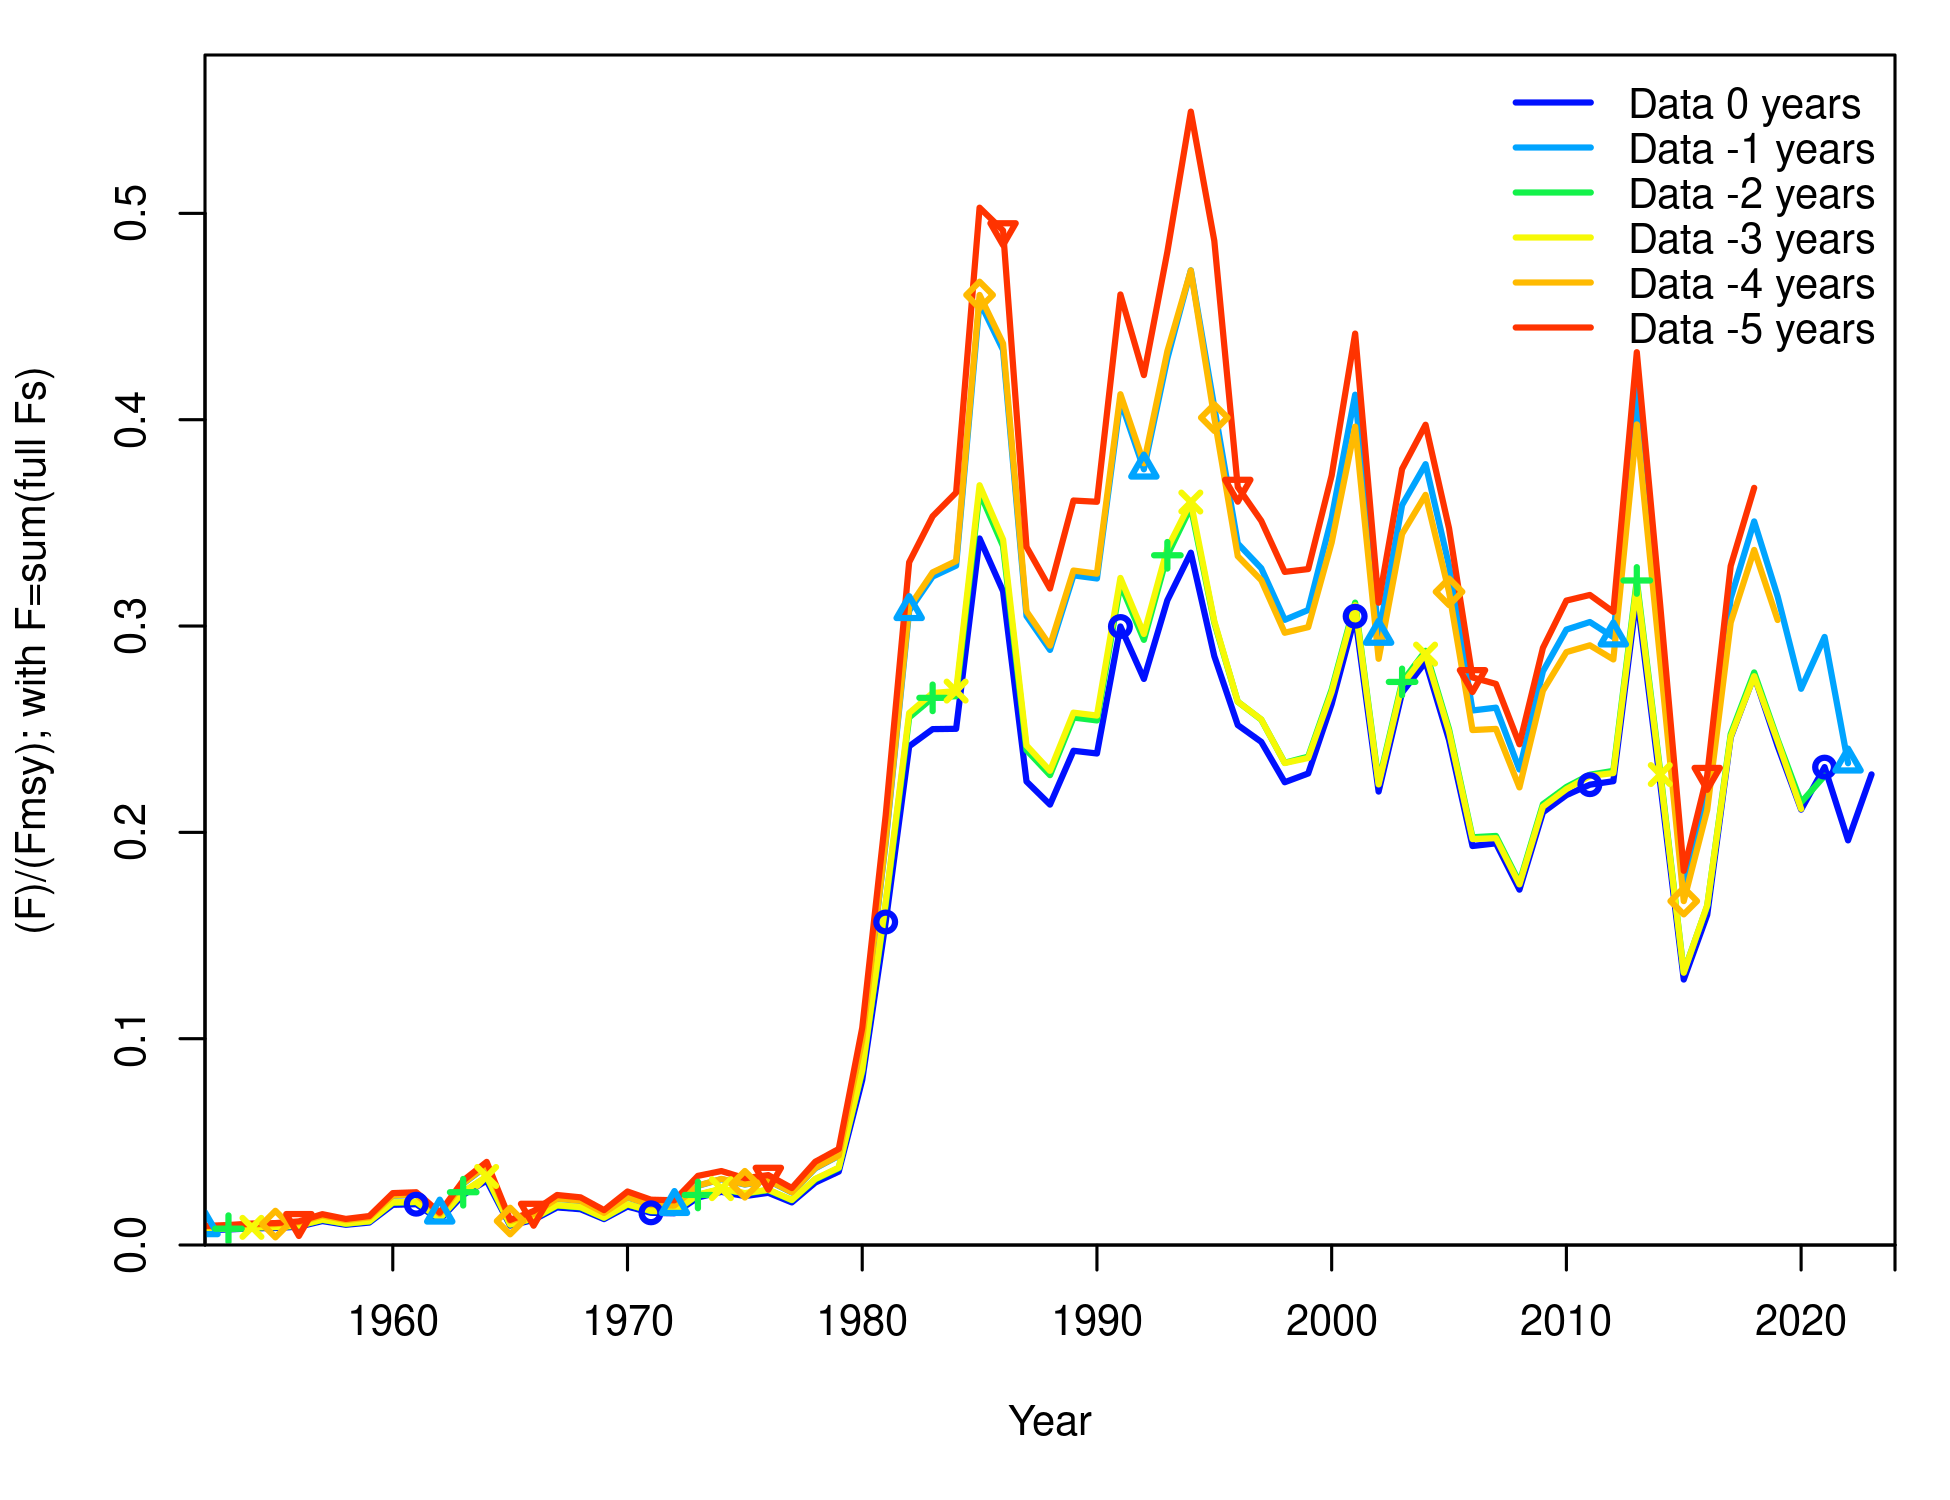 Data 0 years
Data -1 years
Data -2 years
Data -3 years
Data -4 years
Data -5 years
(F)/(Fmsy); with F=sum(full Fs)
0.5
0.4
0.3
0.2
0.1
0.0
1960 1970 1980 1990 2000 2010 2020
Year